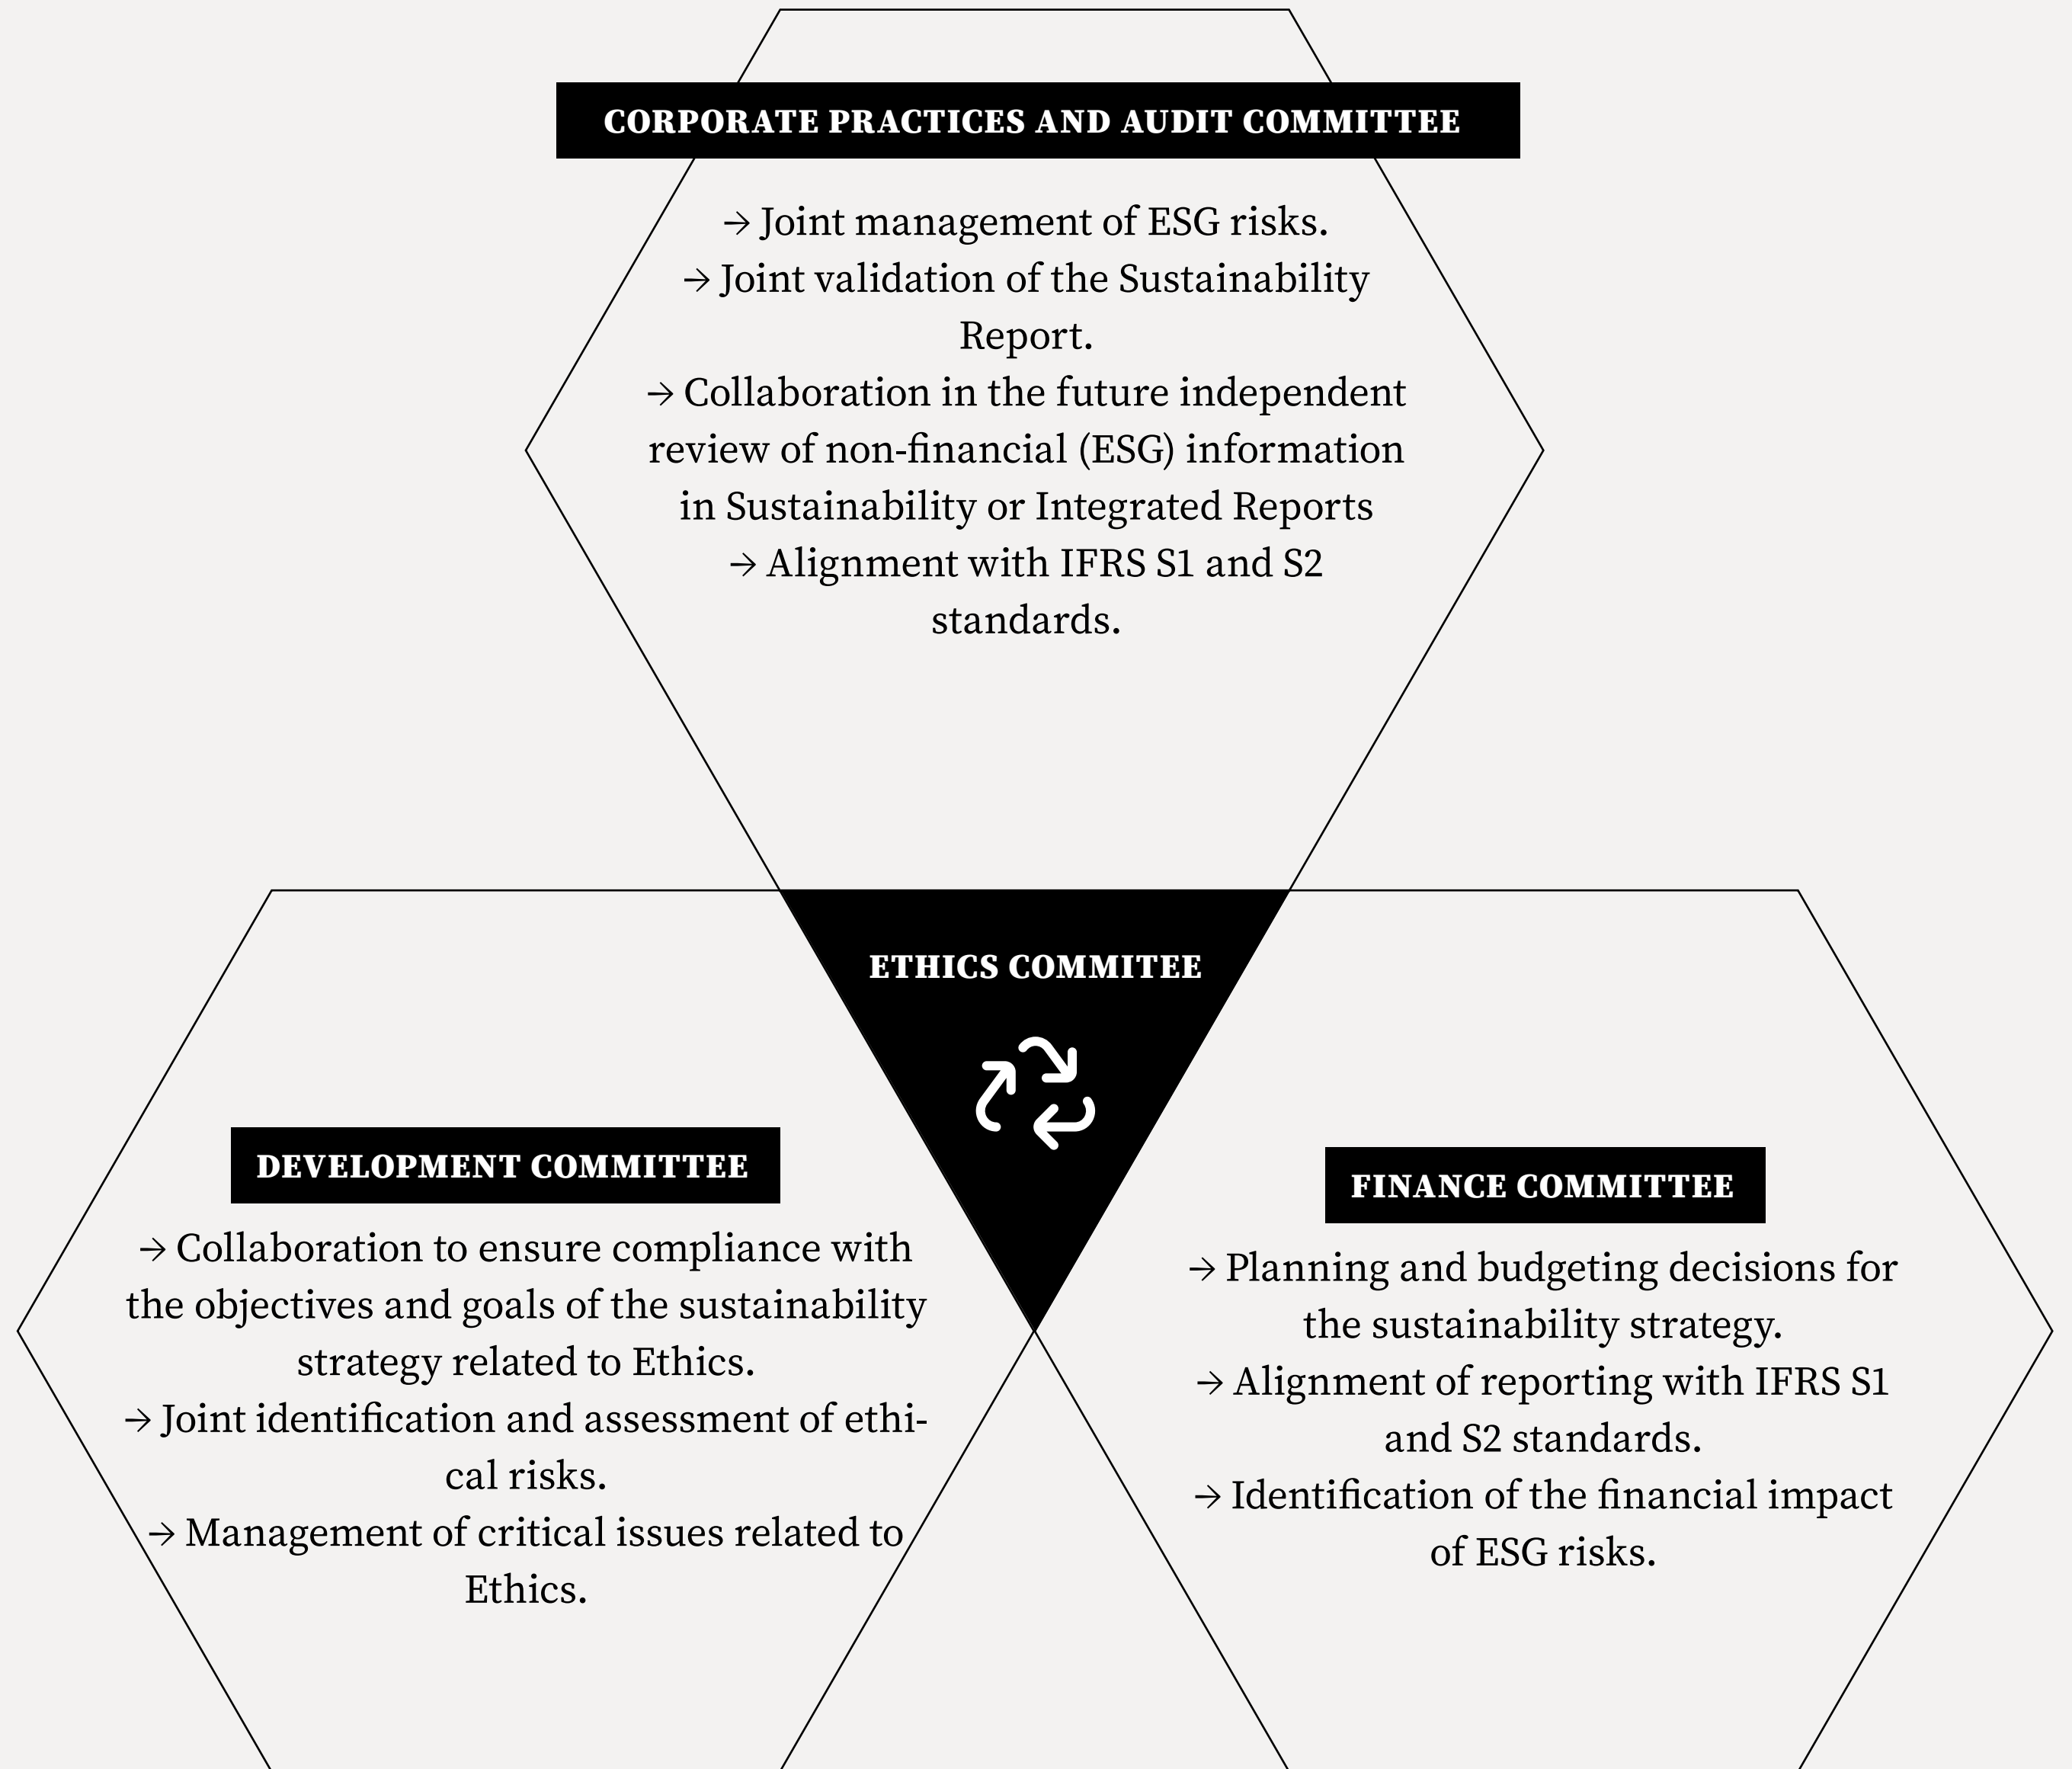 CORPORATE PRACTICES AND AUDIT COMMITTEE
→ Joint management of ESG risks.
→ Joint validation of the Sustainability
Report.
→ Collaboration in the future independent
review of non-financial (ESG) information
in Sustainability or Integrated Reports
→ Alignment with IFRS S1 and S2
standards.
ETHICS COMMITEE
DEVELOPMENT COMMITTEE
→ Collaboration to ensure compliance with
the objectives and goals of the sustainability
strategy related to Ethics.
→ Joint identification and assessment of ethi-
cal risks.
→ Management of critical issues related to
Ethics.
FINANCE COMMITTEE
→ Planning and budgeting decisions for
the sustainability strategy.
→ Alignment of reporting with IFRS S1
and S2 standards.
→ Identification of the financial impact
of ESG risks.